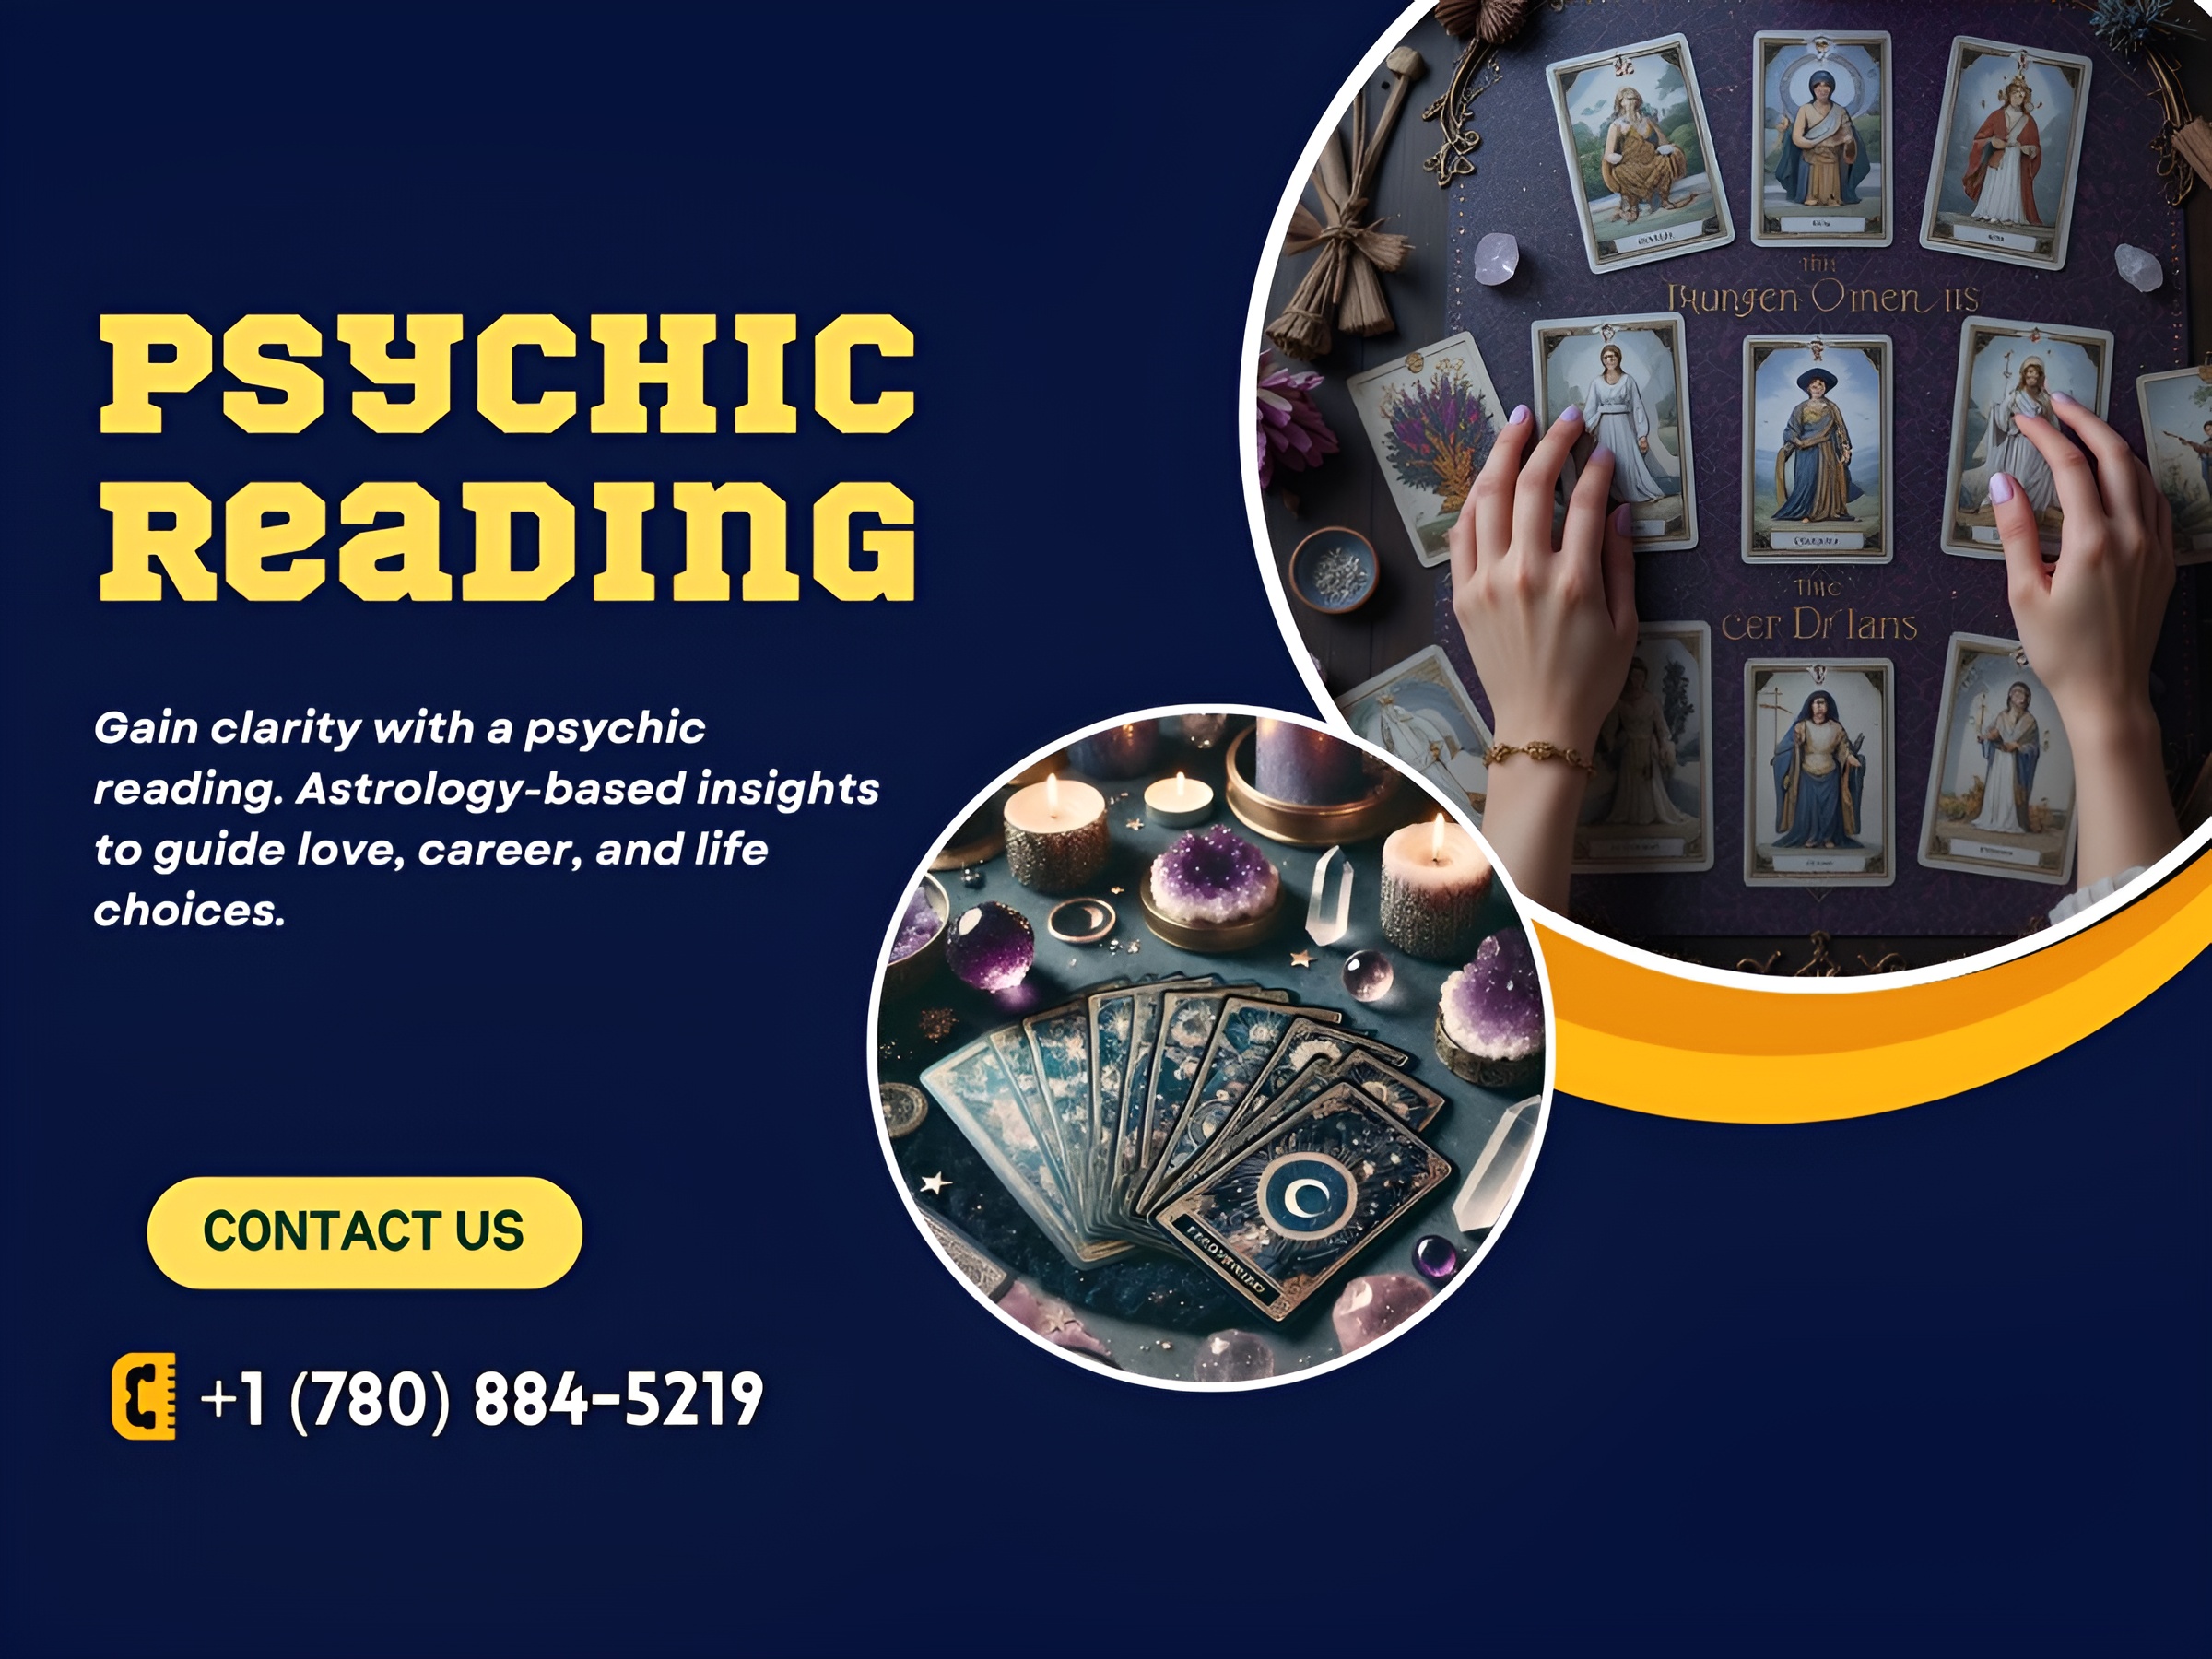 PSYCHIC
ReaDInG
Gain clarity with a psychic
reading. Astrology-based insights
to guide love, career, and life
choices.
CONTACT US
+1 (780) 884-5219